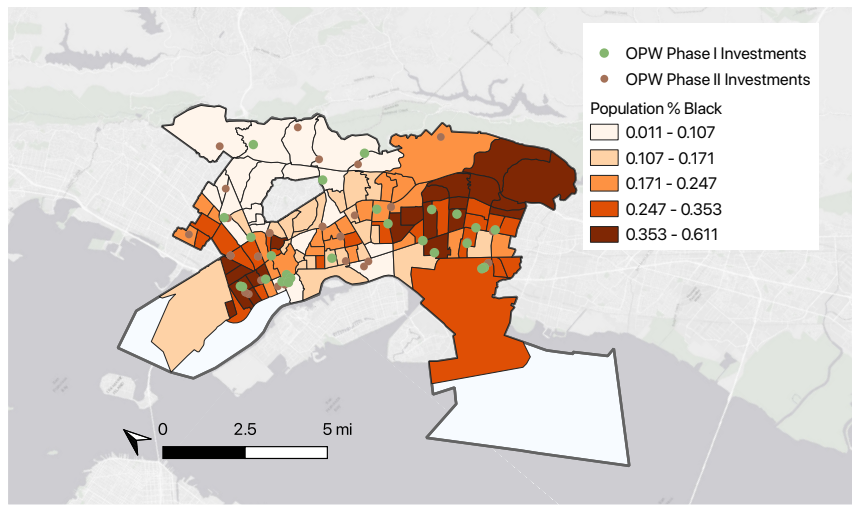 OPW Phase I Investments
OPW Phase II Investments
Population % Black
0.011 - 0.107
0.107 - 0.171
0.171 - 0.247
0.247 - 0.353
0.353 - 0.611
0 2.5 5 mi